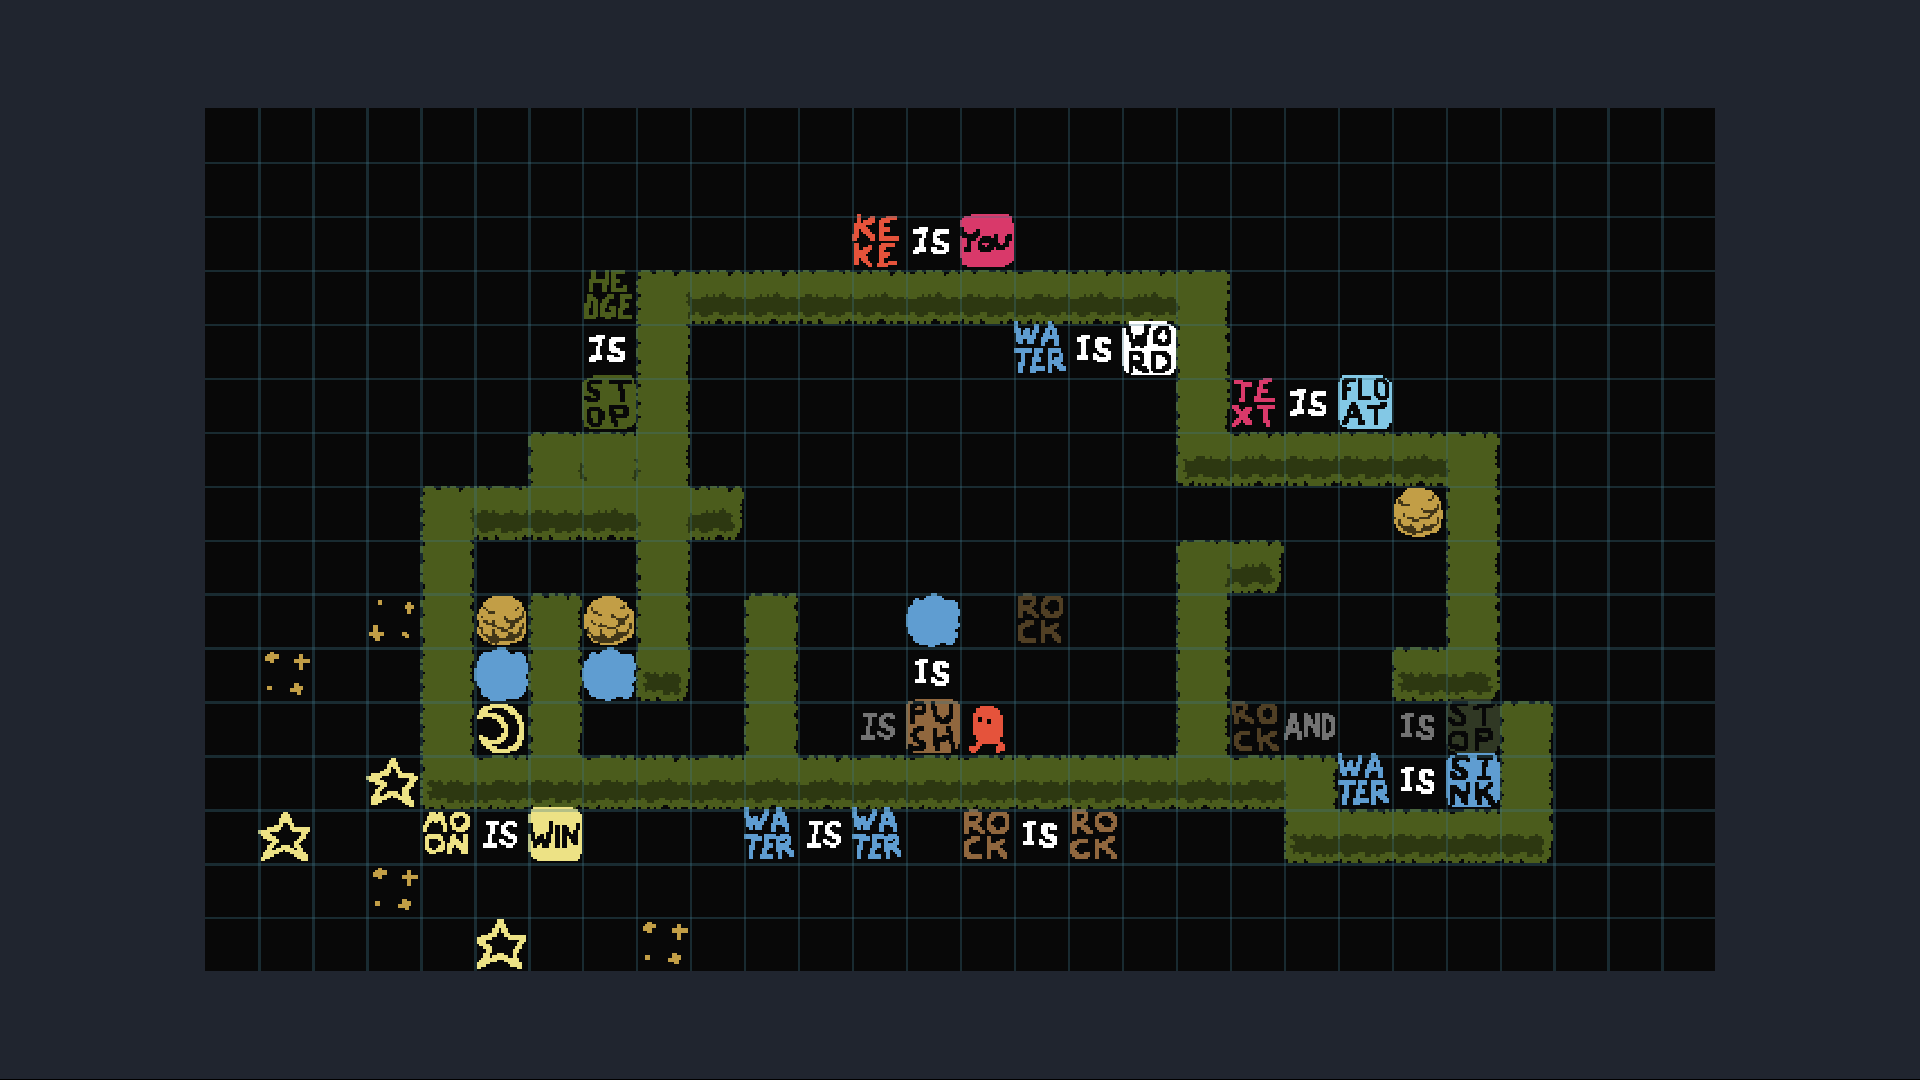 KEKE IS YOU
HEDGE
IS
STOP
WATER IS WORD
TEXT IS FLOAT
ROCK
IS
IS PUSH
ROCK AND IS STOP
WATER IS SINK
MOON IS WIN WATER IS WATER ROCK IS ROCK